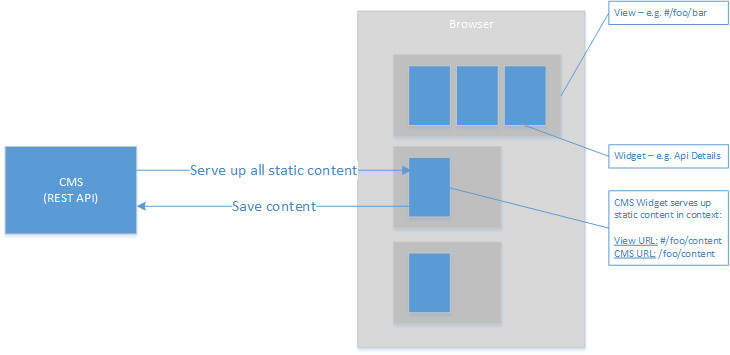 Browser
View – e.g. #/foo/bar
Widget – e.g. Api Details
CMS
(REST API)
Serve up all static content
Save content
CMS Widget serves up
static content in context:
View URL: #/foo/content
CMS URL: /foo/content